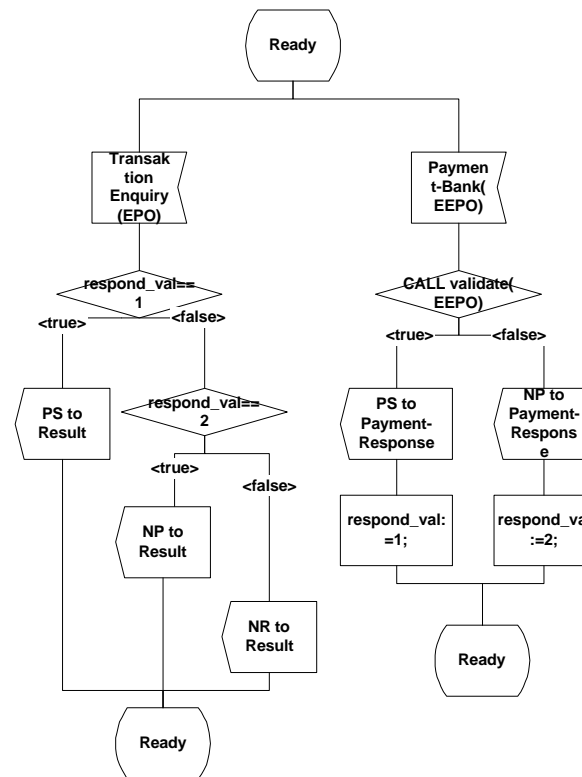 Ready
Transak
tion
Enquiry
(EPO)
Paymen
t-Bank(
EEPO)
respond_val==
1
CALL validate(
EEPO)
<true>
<false>
<true>
<false>
PS to
Result
respond_val==
2
PS to
Payment-
Response
NP to
Payment-
Respons
e
<true>
<false>
respond_val:
=1;
respond_va
:=2;
NP to
Result
NR to
Result
Ready
Ready